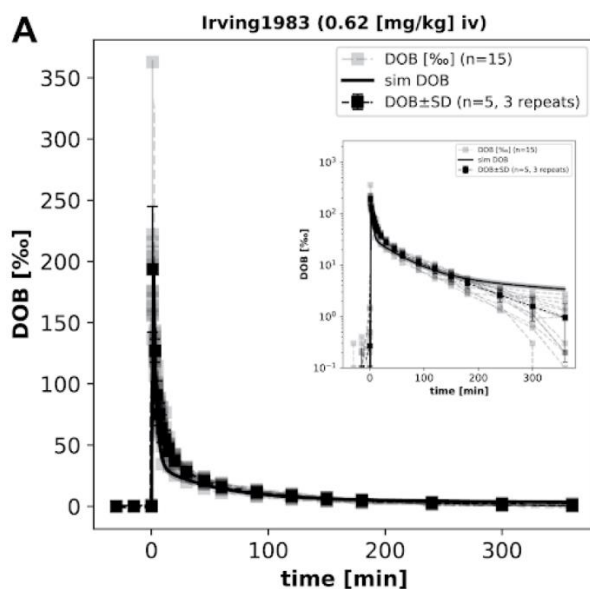 A
Irving1983 (0.62 [mg/kg] iv)
DOB [‰] (n=15)
sim DOB
DOB±SD (n=5, 3 repeats)
350
300
250
200
150
100
50
0
DOB [‰]
0 100 200 300
time [min]
DOB [‰] (n=15)
sim DOB
DOB±SD (n=5, 3 repeats)
10³
10²
10¹
10⁰
10⁻¹
DOB [‰]
0 100 200 300
time [min]